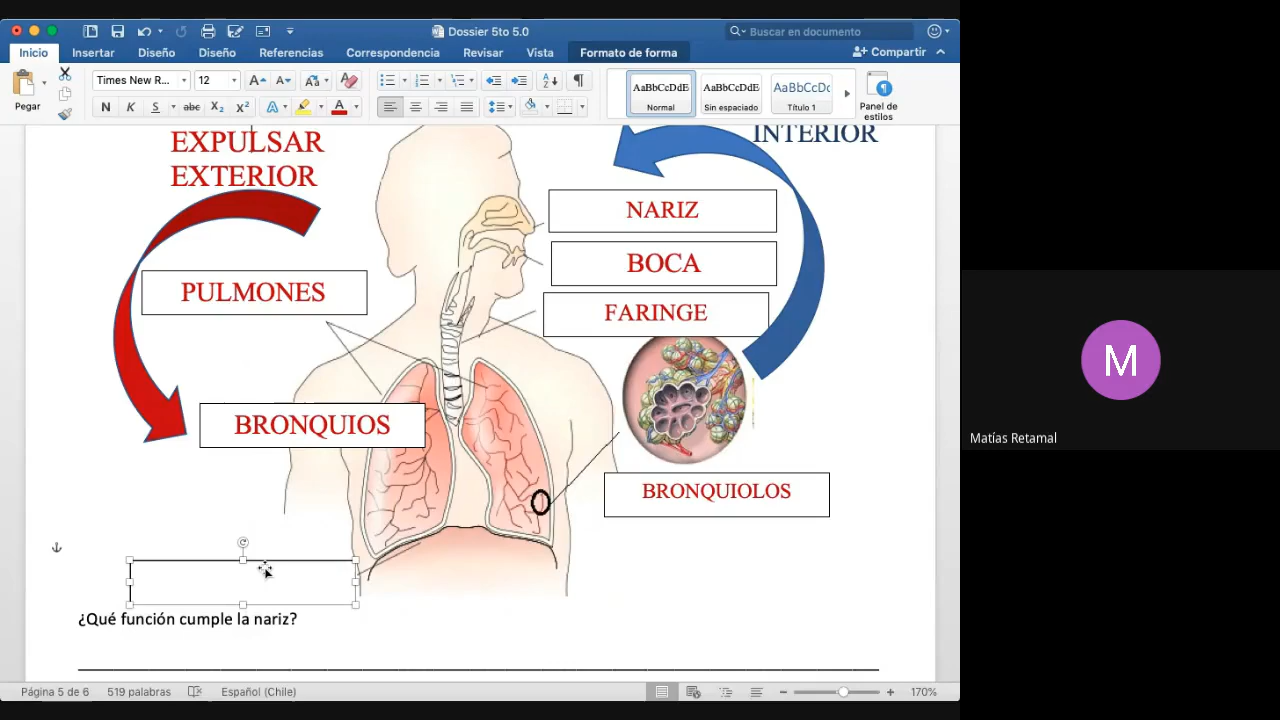 Dossier 5to 5.0
Buscar en documento
Inicio
Insertar
Diseño
Diseño
Referencias
Correspondencia
Revisar
Vista
Formato de forma
Compartir
Pegar
Times New R...
12
AaBbCcDdE
Normal
AaBbCcDdE
Sin espaciado
AaBbCcDc
Título 1
Panel de
estilos
N K S abc X₂ X²
EXPULSAR
EXTERIOR
INTERIOR
NARIZ
BOCA
FARINGE
PULMONES
BRONQUIOS
BRONQUIOLOS
¿Qué función cumple la nariz?
Página 5 de 6
519 palabras
Español (Chile)
170%
M
Matías Retamal